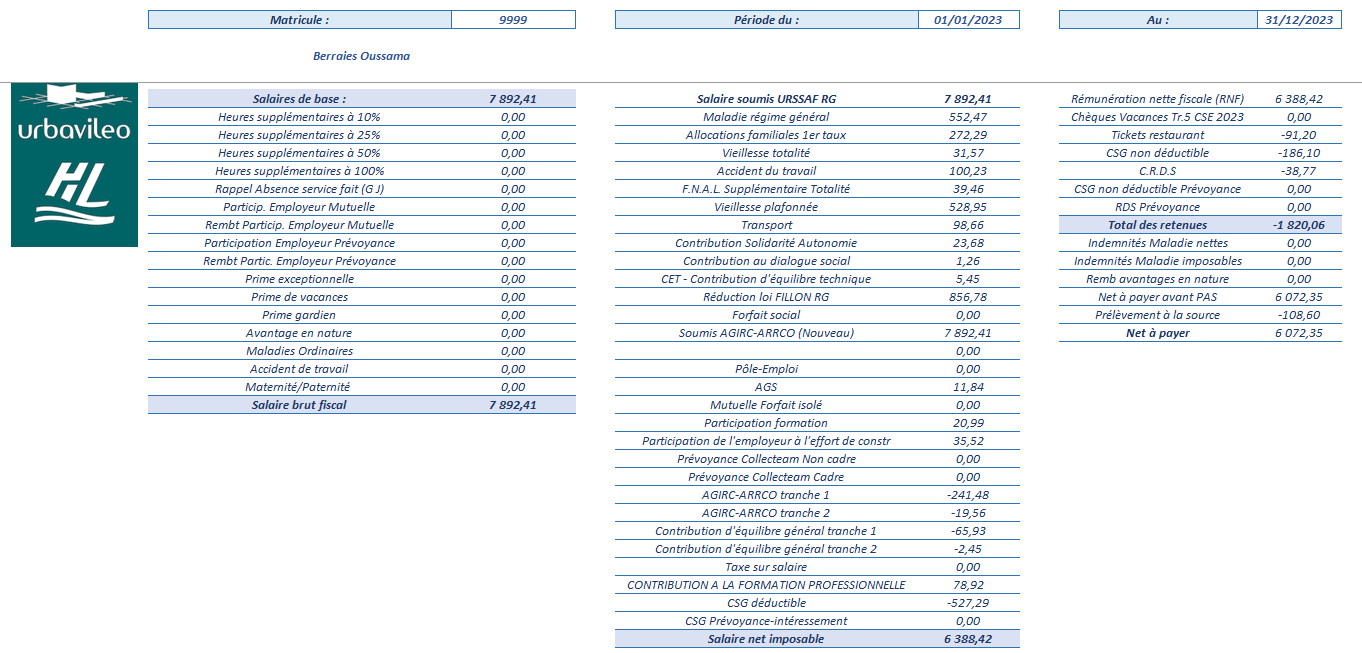 Matricule : 9999
Période du : 01/01/2023
Au : 31/12/2023
Berraies Oussama
urbavileo
HL
Salaires de base : 7 892,41
Heures supplémentaires à 10% 0,00
Heures supplémentaires à 25% 0,00
Heures supplémentaires à 50% 0,00
Heures supplémentaires à 100% 0,00
Rappel Absence service fait (G J) 0,00
Particip. Employeur Mutuelle 0,00
Rembt Particip. Employeur Mutuelle 0,00
Participation Employeur Prévoyance 0,00
Rembt Partic. Employeur Prévoyance 0,00
Prime exceptionnelle 0,00
Prime de vacances 0,00
Prime gardien 0,00
Avantage en nature 0,00
Maladies Ordinaires 0,00
Accident de travail 0,00
Maternité/Paternité 0,00
Salaire brut fiscal 7 892,41
Salaire soumis URSSAF RG 7 892,41
Maladie régime général 552,47
Allocations familiales 1er taux 272,29
Vieillesse totalité 31,57
Accident du travail 100,23
F.N.A.L. Supplémentaire Totalité 39,46
Vieillesse plafonnée 528,95
Transport 98,66
Contribution Solidarité Autonomie 23,68
Contribution au dialogue social 1,26
CET - Contribution d'équilibre technique 5,45
Réduction loi FILLON RG 856,78
Forfait social 0,00
Soumis AGIRC-ARRCO (Nouveau) 7 892,41
0,00
Pôle-Emploi 0,00
AGS 11,84
Mutuelle Forfait isolé 0,00
Participation formation 20,99
Participation de l'employeur à l'effort de constr 35,52
Prévoyance Collecteam Non cadre 0,00
Prévoyance Collecteam Cadre 0,00
AGIRC-ARRCO tranche 1 -241,48
AGIRC-ARRCO tranche 2 -19,56
Contribution d'équilibre général tranche 1 -65,93
Contribution d'équilibre général tranche 2 -2,45
Taxe sur salaire 0,00
CONTRIBUTION A LA FORMATION PROFESSIONNELLE 78,92
CSG déductible -527,29
CSG Prévoyance-intéressement 0,00
Salaire net imposable 6 388,42
Rémunération nette fiscale (RNF) 6 388,42
Chèques Vacances Tr.5 CSE 2023 0,00
Tickets restaurant -91,20
CSG non déductible -186,10
C.R.D.S -38,77
CSG non déductible Prévoyance 0,00
RDS Prévoyance 0,00
Total des retenues -1 820,06
Indemnités Maladie nettes 0,00
Indemnités Maladie imposables 0,00
Remb avantages en nature 0,00
Net à payer avant PAS 6 072,35
Prélèvement à la source -108,60
Net à payer 6 072,35